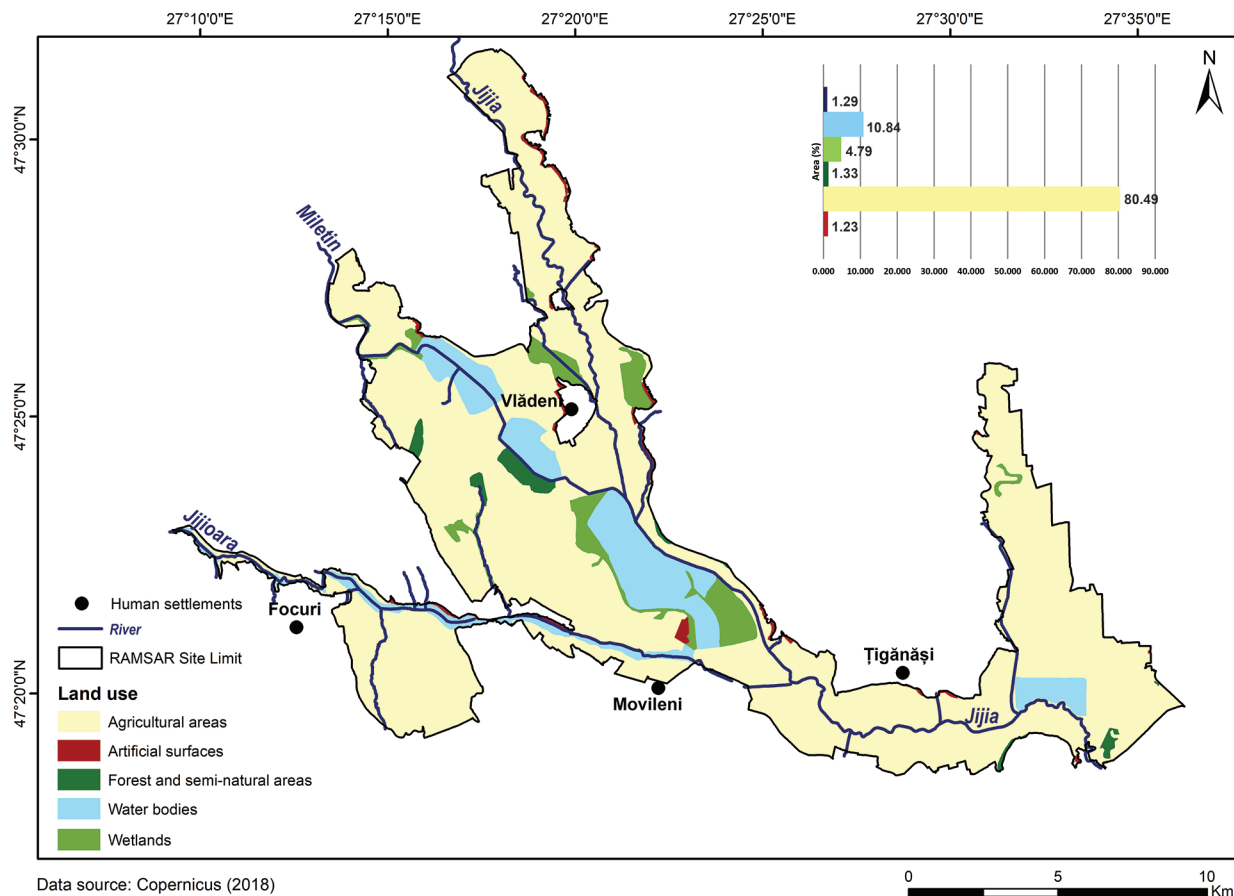 27°10'0"E 27°15'0"E 27°20'0"E 27°25'0"E 27°30'0"E 27°35'0"E
N
Jijia
1.29
10.84
4.79
1.33
80.49
1.23
Area (%)
0.000 10.000 20.000 30.000 40.000 50.000 60.000 70.000 80.000 90.000
47°30'0"N
Miletin
47°25'0"N
Vlădeni
Jijioara
Focuri
Movileni
Țigănăși
Jijia
47°20'0"N
Human settlements
River
RAMSAR Site Limit
Land use
Agricultural areas
Artificial surfaces
Forest and semi-natural areas
Water bodies
Wetlands
Data source: Copernicus (2018)
0 5 10
Km